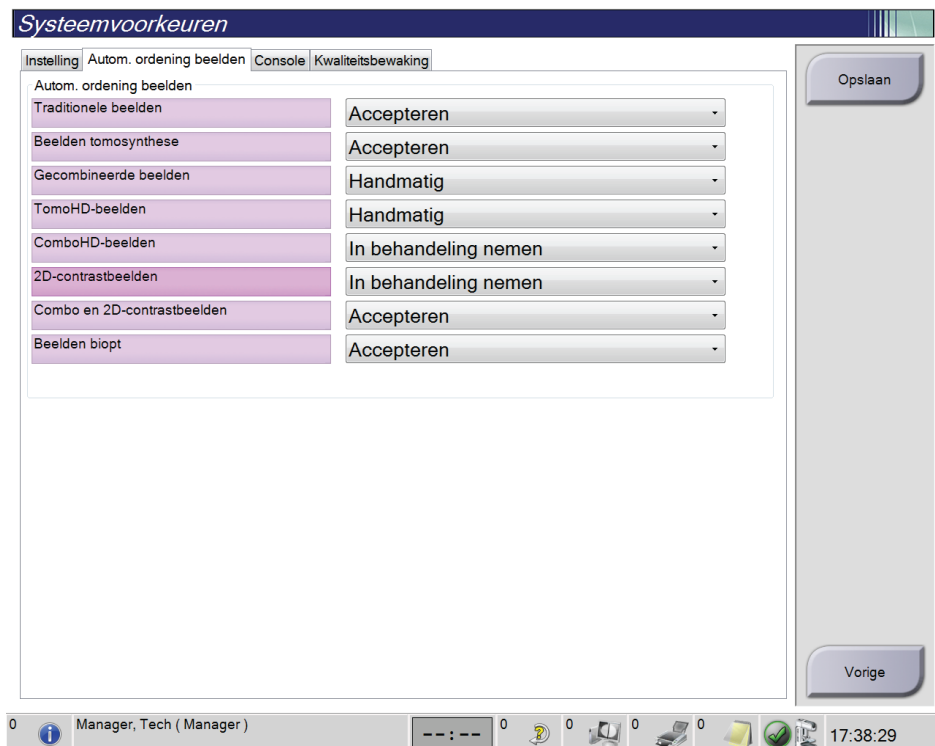 Systeemvoorkeuren
Instelling Autom. ordening beelden Console Kwaliteitsbewaking
Opslaan
Autom. ordening beelden
Traditionele beelden Accepteren
Beelden tomosynthese Accepteren
Gecombineerde beelden Handmatig
TomoHD-beelden Handmatig
ComboHD-beelden In behandeling nemen
2D-contrastbeelden In behandeling nemen
Combo en 2D-contrastbeelden Accepteren
Beelden biopt Accepteren
Vorige
0 Manager, Tech ( Manager ) --:-- 0 0 0 0 17:38:29